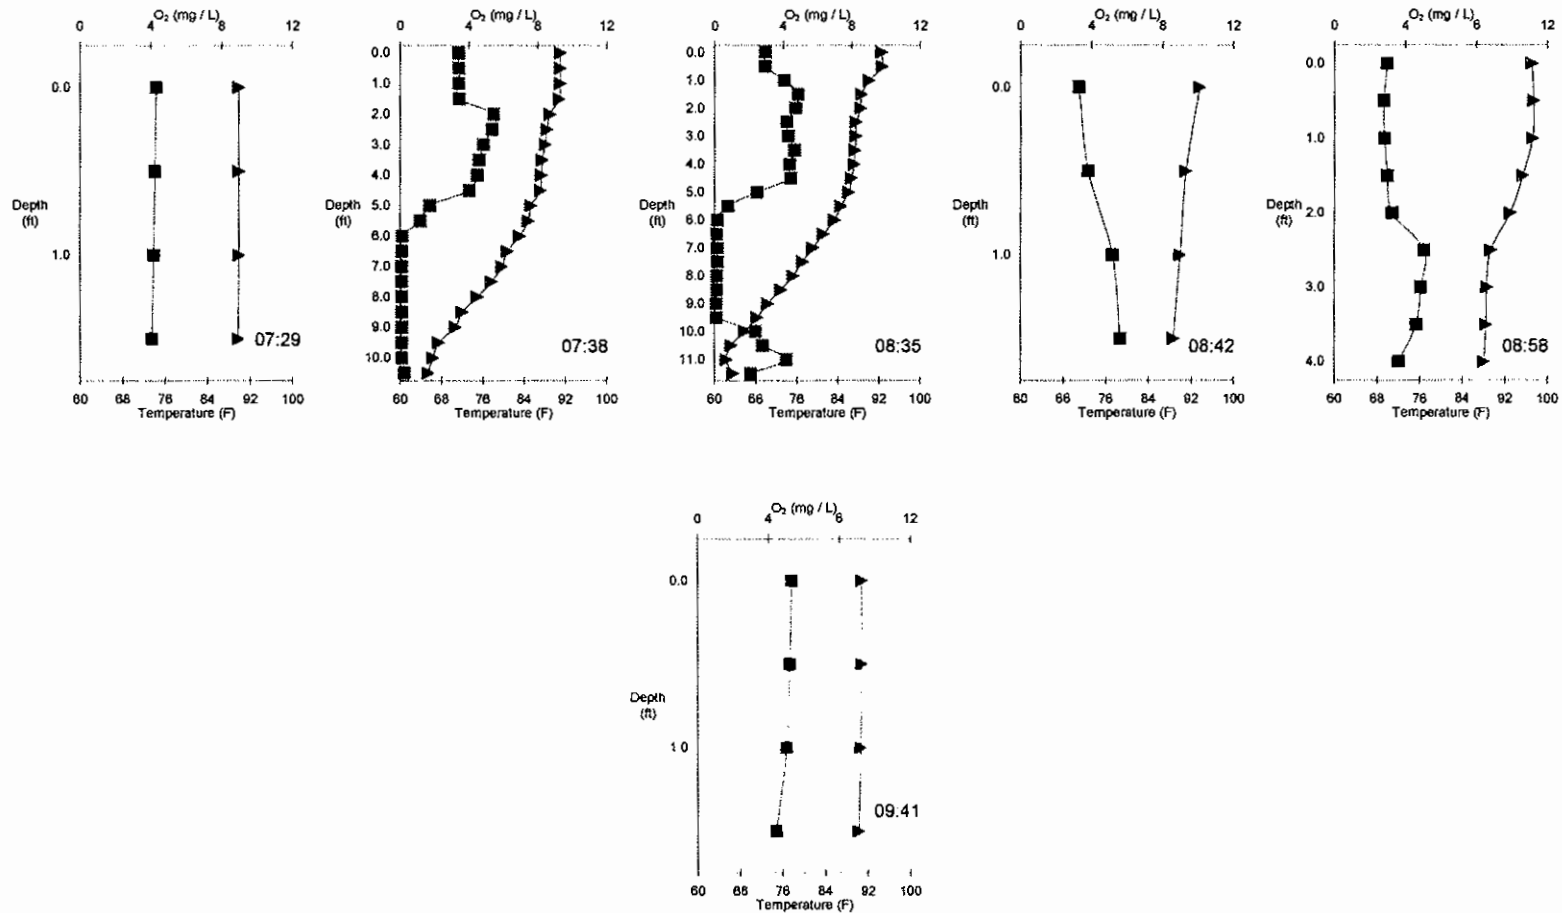 O₂ (mg / L)
0 4 8 12
0.0
Depth
(ft)
1.0
07:29
60 68 76 84 92 100
Temperature (F)
O₂ (mg / L)
0 4 8 12
0.0
1.0
2.0
3.0
4.0
Depth
(ft)
5.0
6.0
7.0
8.0
9.0
10.0
07:38
60 68 76 84 92 100
Temperature (F)
O₂ (mg / L)
0 4 8 12
0.0
1.0
2.0
3.0
4.0
Depth
(ft)
5.0
6.0
7.0
8.0
9.0
10.0
11.0
08:35
60 68 76 84 92 100
Temperature (F)
O₂ (mg / L)
0 4 8 12
0.0
Depth
(ft)
1.0
08:42
60 68 76 84 92 100
Temperature (F)
O₂ (mg / L)
0 4 6 12
0.0
1.0
Depth
(ft)
2.0
3.0
4.0
08:58
60 68 76 84 92 100
Temperature (F)
O₂ (mg / L)
0 4 6 12
0.0
Depth
(ft)
1 0
09:41
60 68 76 84 92 100
Temperature (F)